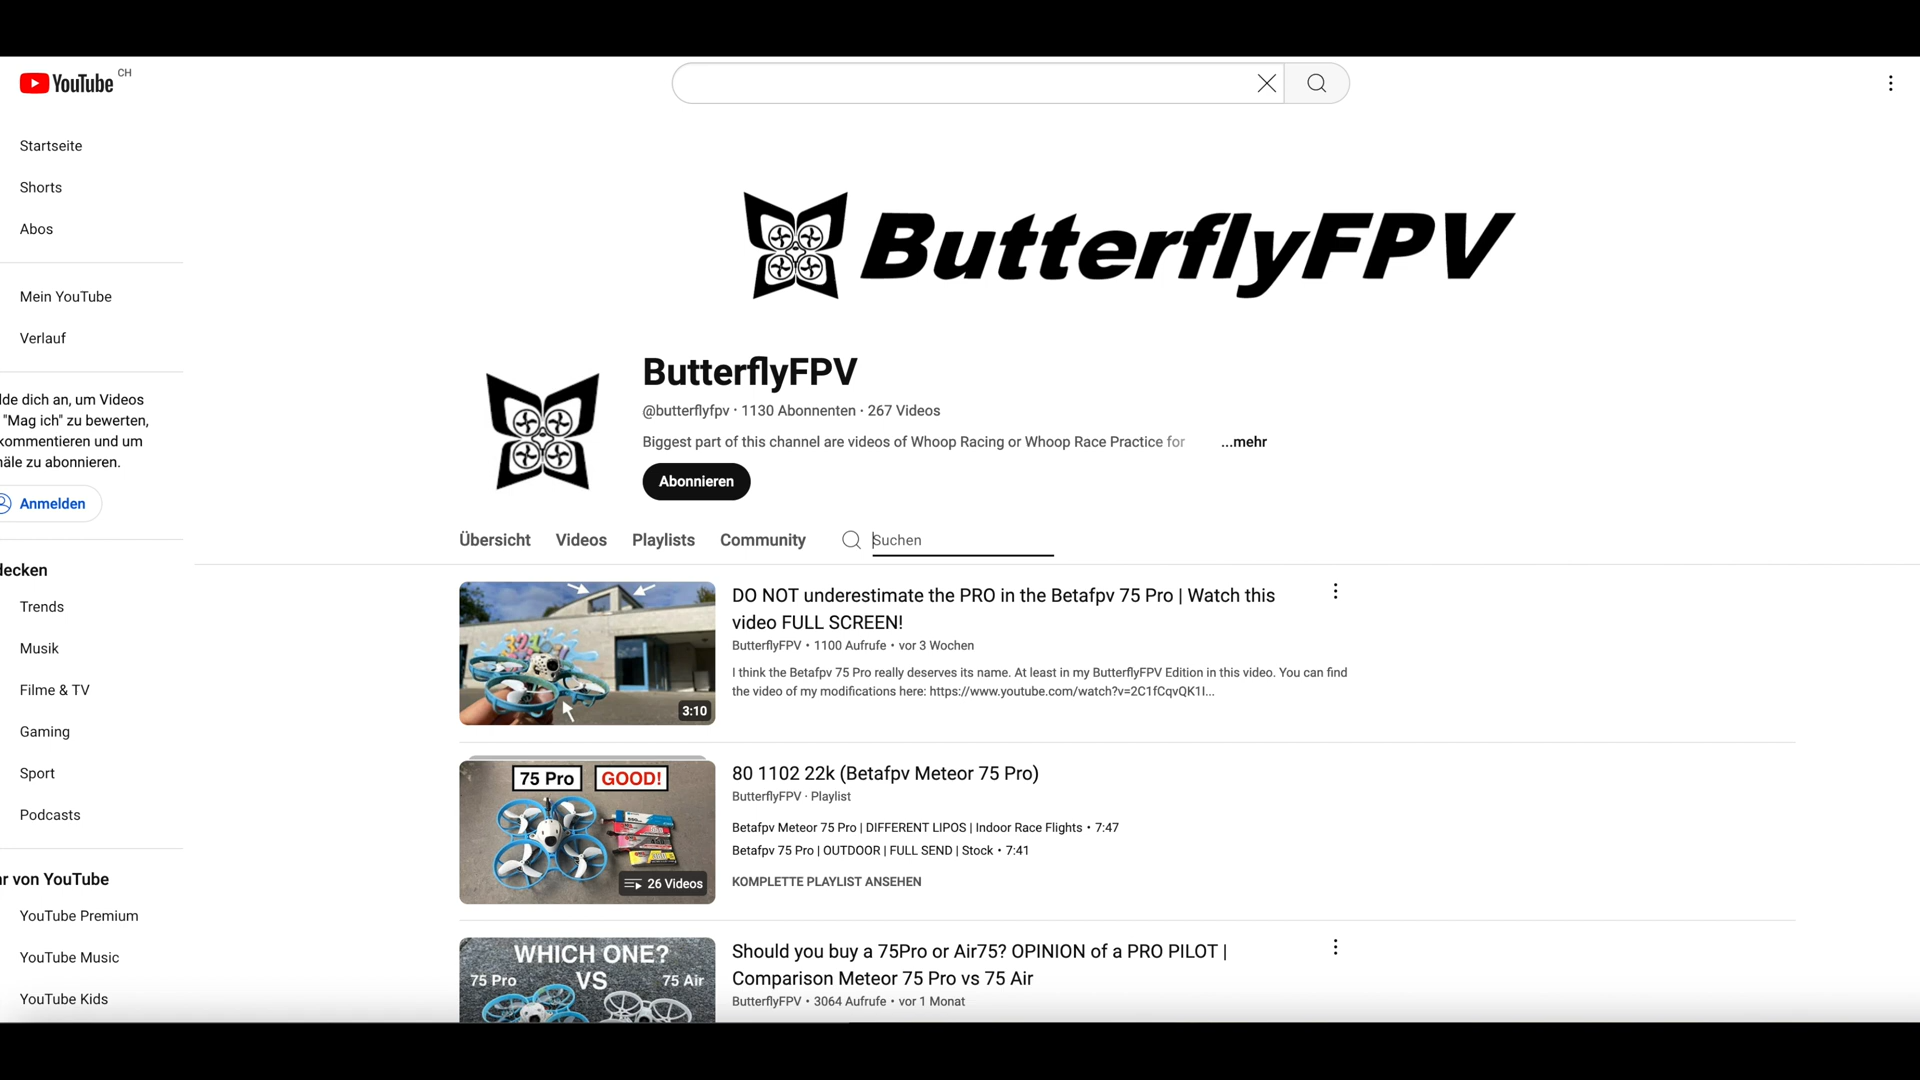 YouTube CH
Startseite
Shorts
Abos
Mein YouTube
Verlauf
lde dich an, um Videos
"Mag ich" zu bewerten,
kommentieren und um
näle zu abonnieren.
Anmelden
decken
Trends
Musik
Filme & TV
Gaming
Sport
Podcasts
r von YouTube
YouTube Premium
YouTube Music
YouTube Kids
ButterflyFPV
ButterflyFPV
@butterflyfpv · 1130 Abonnenten · 267 Videos
Biggest part of this channel are videos of Whoop Racing or Whoop Race Practice for ...mehr
Abonnieren
Übersicht Videos Playlists Community Suchen
3:10
DO NOT underestimate the PRO in the Betafpv 75 Pro | Watch this
video FULL SCREEN!
ButterflyFPV • 1100 Aufrufe • vor 3 Wochen
I think the Betafpv 75 Pro really deserves its name. At least in my ButterflyFPV Edition in this video. You can find
the video of my modifications here: https://www.youtube.com/watch?v=2C1fCqvQK1I...
75 Pro GOOD!
26 Videos
80 1102 22k (Betafpv Meteor 75 Pro)
ButterflyFPV · Playlist
Betafpv Meteor 75 Pro | DIFFERENT LIPOS | Indoor Race Flights • 7:47
Betafpv 75 Pro | OUTDOOR | FULL SEND | Stock • 7:41
KOMPLETTE PLAYLIST ANSEHEN
WHICH ONE?
75 Pro VS 75 Air
Should you buy a 75Pro or Air75? OPINION of a PRO PILOT |
Comparison Meteor 75 Pro vs 75 Air
ButterflyFPV • 3064 Aufrufe • vor 1 Monat